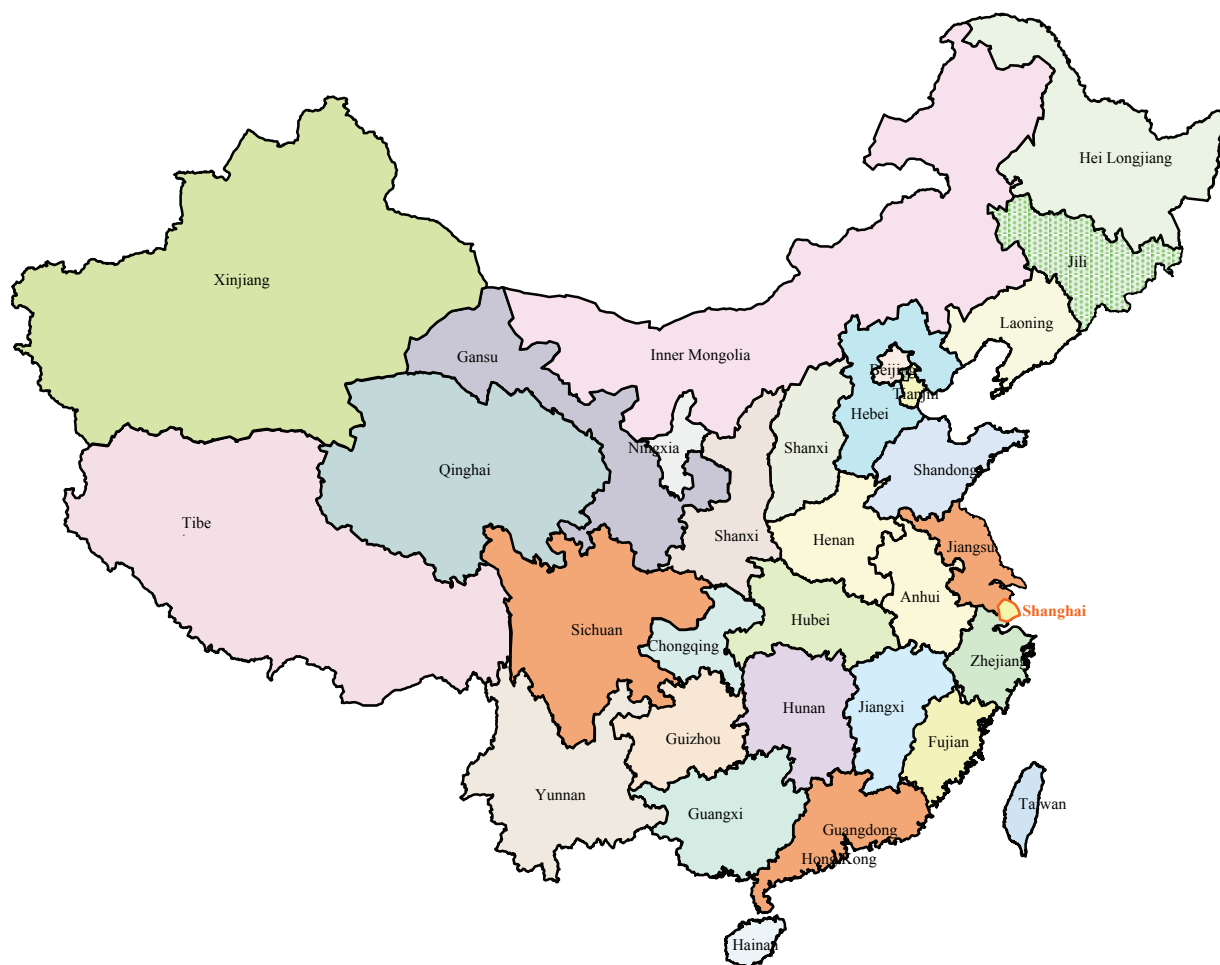 Hei Longjiang
Jili
Xinjiang
Laoning
Gansu
Inner Mongolia
Beijing
Tianjin
Hebei
Ningxia
Shanxi
Qinghai
Shandong
Tibe
Shanxi
Henan
Jiangsu
Anhui
Shanghai
Hubei
Sichuan
Chongqing
Zhejiang
Hunan
Jiangxi
Guizhou
Fujian
Yunnan
Taiwan
Guangxi
Guangdong
Hong Kong
Hainan